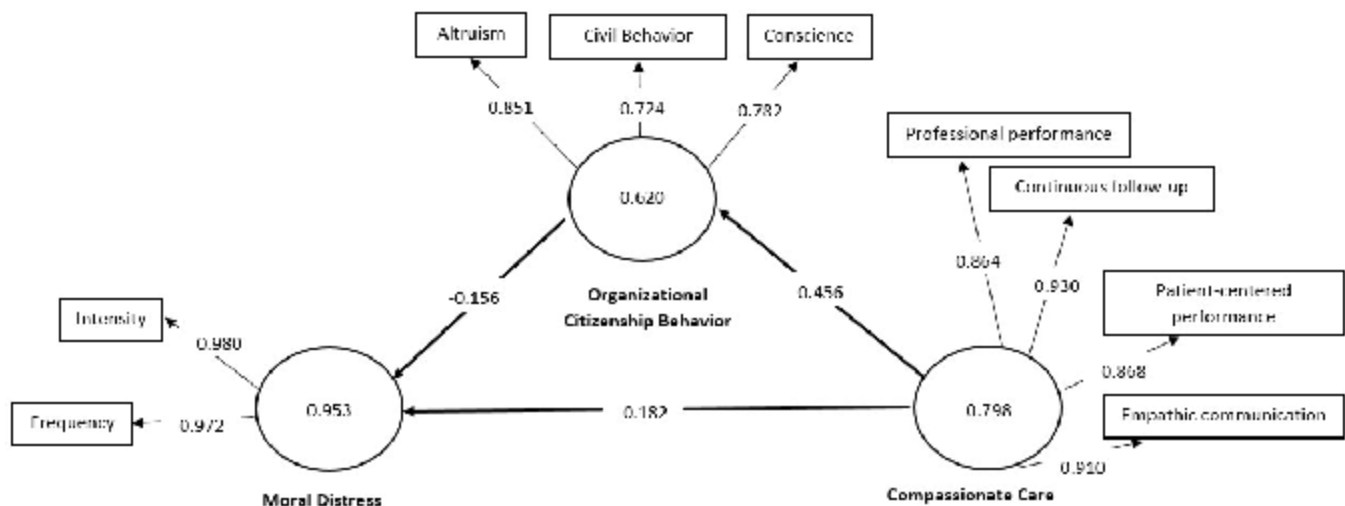 Altruism
Civil Behavior
Conscience
0.851
0.724
0.782
Professional performance
Continuous follow-up
0.620
0.864
0.930
-0.156
Organizational
Citizenship Behavior
0.456
Patient-centered
performance
Intensity
0.980
0.868
0.953
0.182
0.798
Frequency
0.972
Empathic communication
0.910
Moral Distress
Compassionate Care